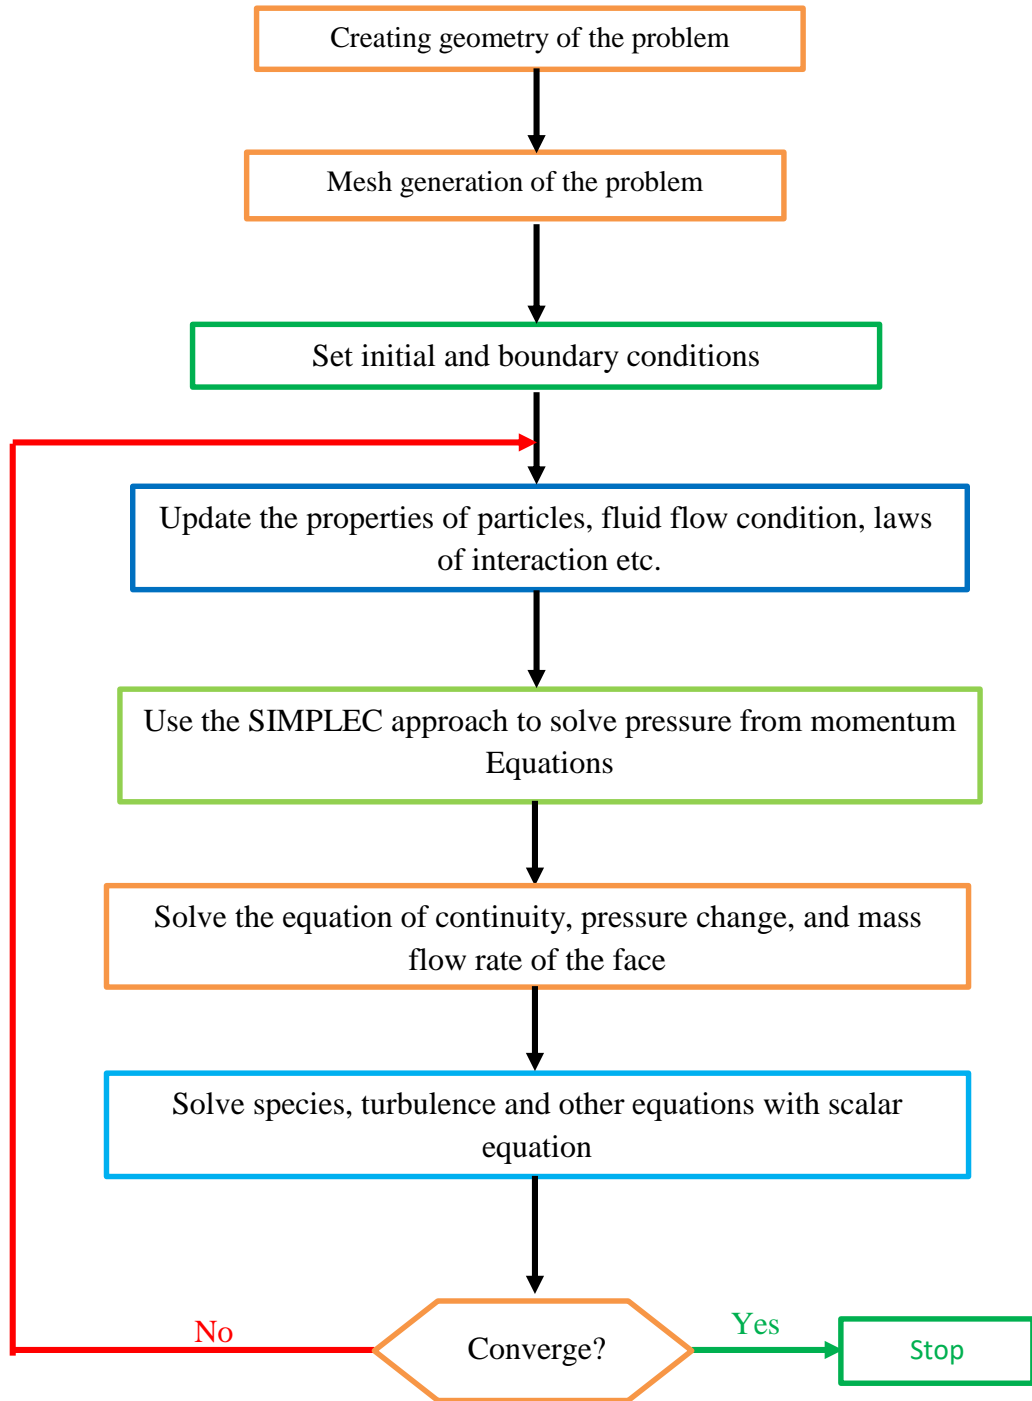 Creating geometry of the problem
Mesh generation of the problem
Set initial and boundary conditions
Update the properties of particles, fluid flow condition, laws
of interaction etc.
Use the SIMPLEC approach to solve pressure from momentum
Equations
Solve the equation of continuity, pressure change, and mass
flow rate of the face
Solve species, turbulence and other equations with scalar
equation
No
Converge?
Yes
Stop